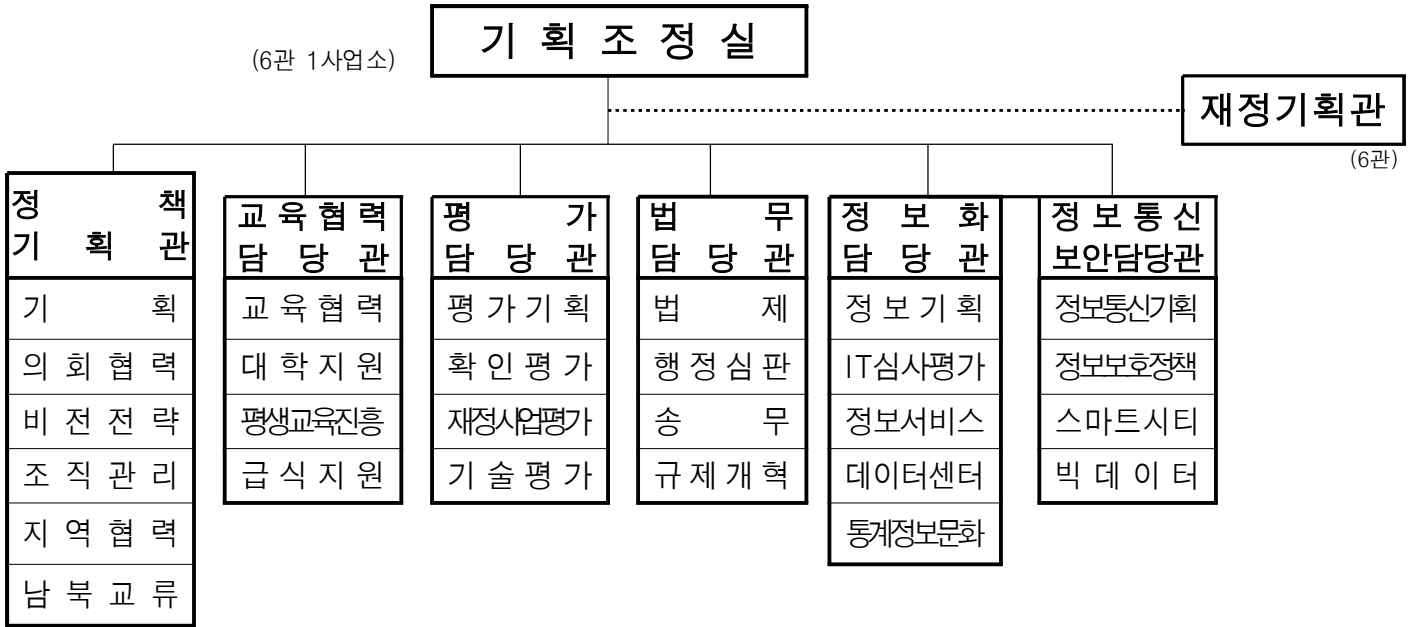 기 획 조 정 실
(6관 1사업소)
재정기획관
(6관)
정 책
기 획 관
기 획
의 회 협 력
비 전 전 략
조 직 관 리
지 역 협 력
남 북 교 류
교 육 협 력
담 당 관
교 육 협 력
대 학 지 원
평생교육진흥
급 식 지 원
평 가
담 당 관
평 가 기 획
확 인 평 가
재정사업평가
기 술 평 가
법 무
담 당 관
법 제
행 정 심 판
송 무
규 제 개 혁
정 보 화
담 당 관
정 보 기 획
IT심사평가
정보서비스
데이터센터
통계정보문화
정 보 통 신
보안담당관
정보통신기획
정보보호정책
스마트시티
빅 데 이 터